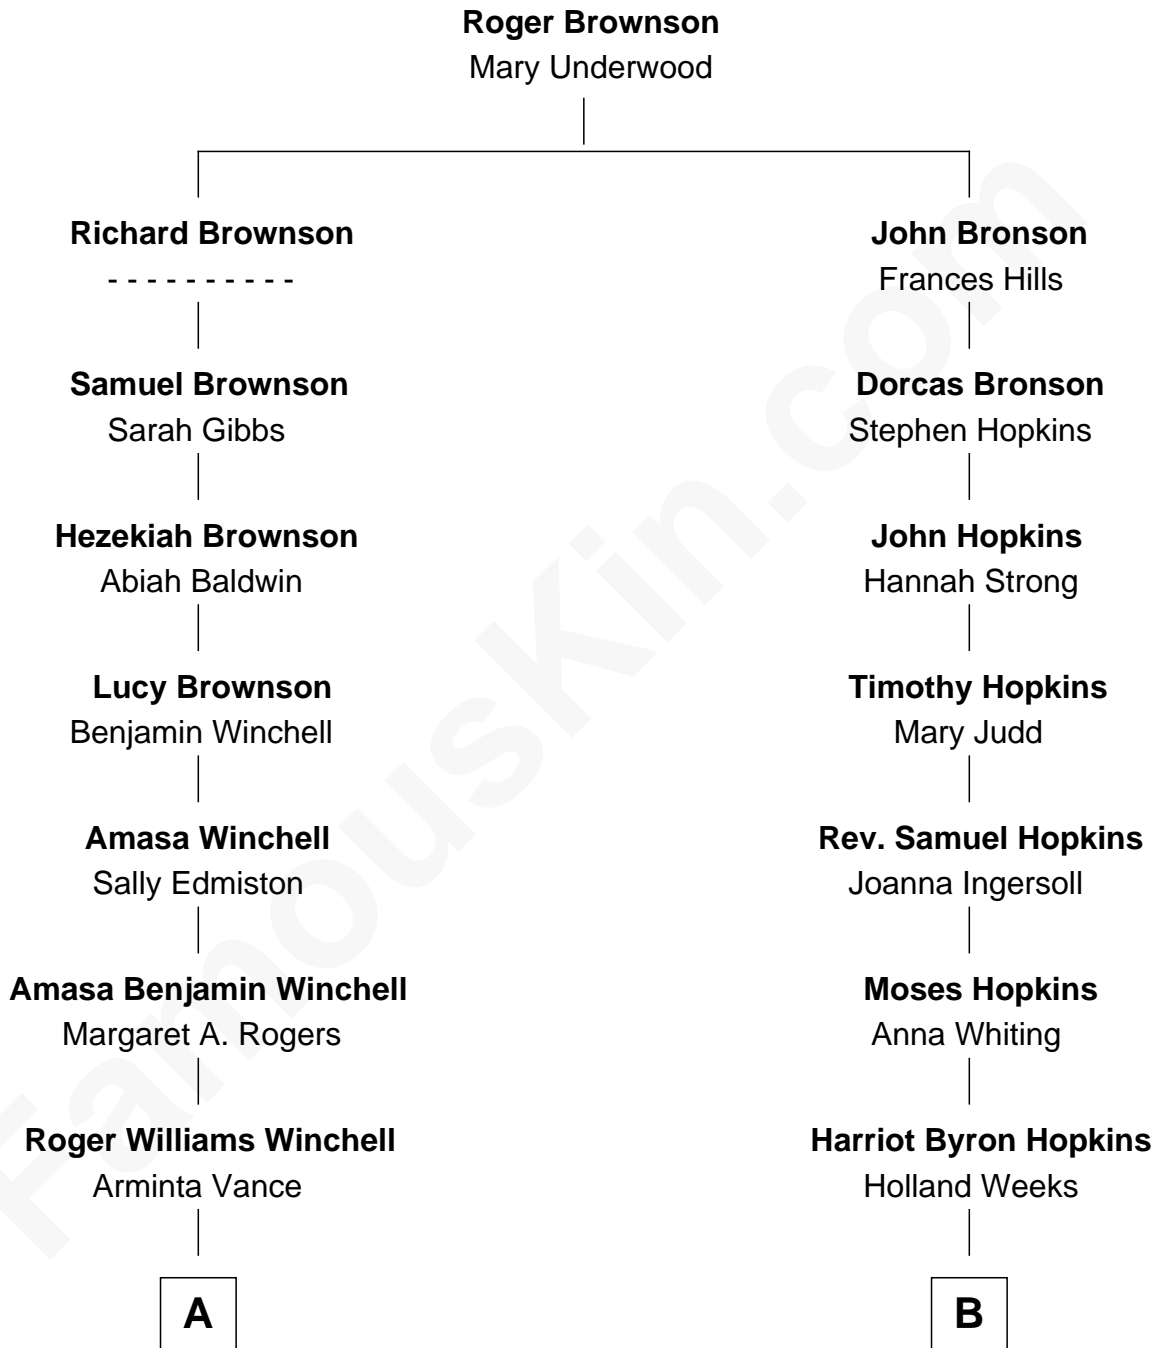 Roger Brownson
Mary Underwood
Richard Brownson
- - - - - - - - - -
Samuel Brownson
Sarah Gibbs
Hezekiah Brownson
Abiah Baldwin
Lucy Brownson
Benjamin Winchell
Amasa Winchell
Sally Edmiston
Amasa Benjamin Winchell
Margaret A. Rogers
Roger Williams Winchell
Arminta Vance
A
John Bronson
Frances Hills
Dorcas Bronson
Stephen Hopkins
John Hopkins
Hannah Strong
Timothy Hopkins
Mary Judd
Rev. Samuel Hopkins
Joanna Ingersoll
Moses Hopkins
Anna Whiting
Harriot Byron Hopkins
Holland Weeks
B
FamousKin.com